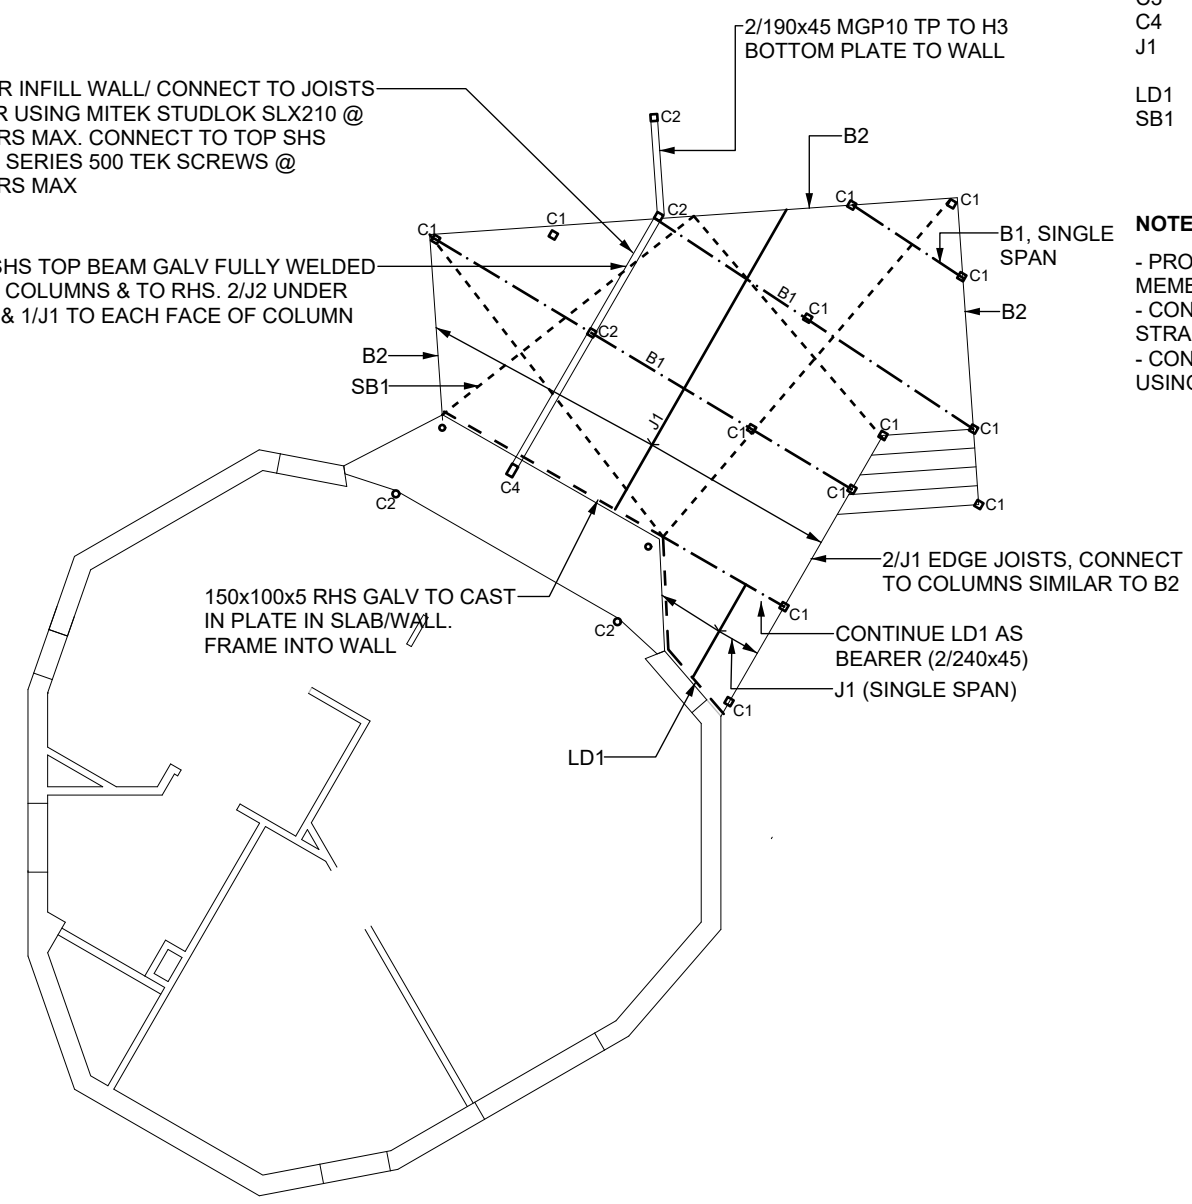 2/190x45 MGP10 TP TO H3
BOTTOM PLATE TO WALL
C4
J1
LD1
SB1
R INFILL WALL/ CONNECT TO JOISTS
R USING MITEK STUDLOK SLX210 @
RS MAX. CONNECT TO TOP SHS
SERIES 500 TEK SCREWS @
RS MAX
C2
B2
C1
C1
C2
C1
C1
B1, SINGLE
SPAN
NOTE
- PRO
MEMB
- CON
STRA
- CON
USING
SHS TOP BEAM GALV FULLY WELDED
COLUMNS & TO RHS. 2/J2 UNDER
& 1/J1 TO EACH FACE OF COLUMN
C1
B2
B1
C1
C2
B1
B2
SB1
J1
C1
C1
C1
C4
C2
C1
C1
150x100x5 RHS GALV TO CAST
IN PLATE IN SLAB/WALL.
FRAME INTO WALL
2/J1 EDGE JOISTS, CONNECT
TO COLUMNS SIMILAR TO B2
C1
C2
CONTINUE LD1 AS
BEARER (2/240x45)
J1 (SINGLE SPAN)
C1
LD1